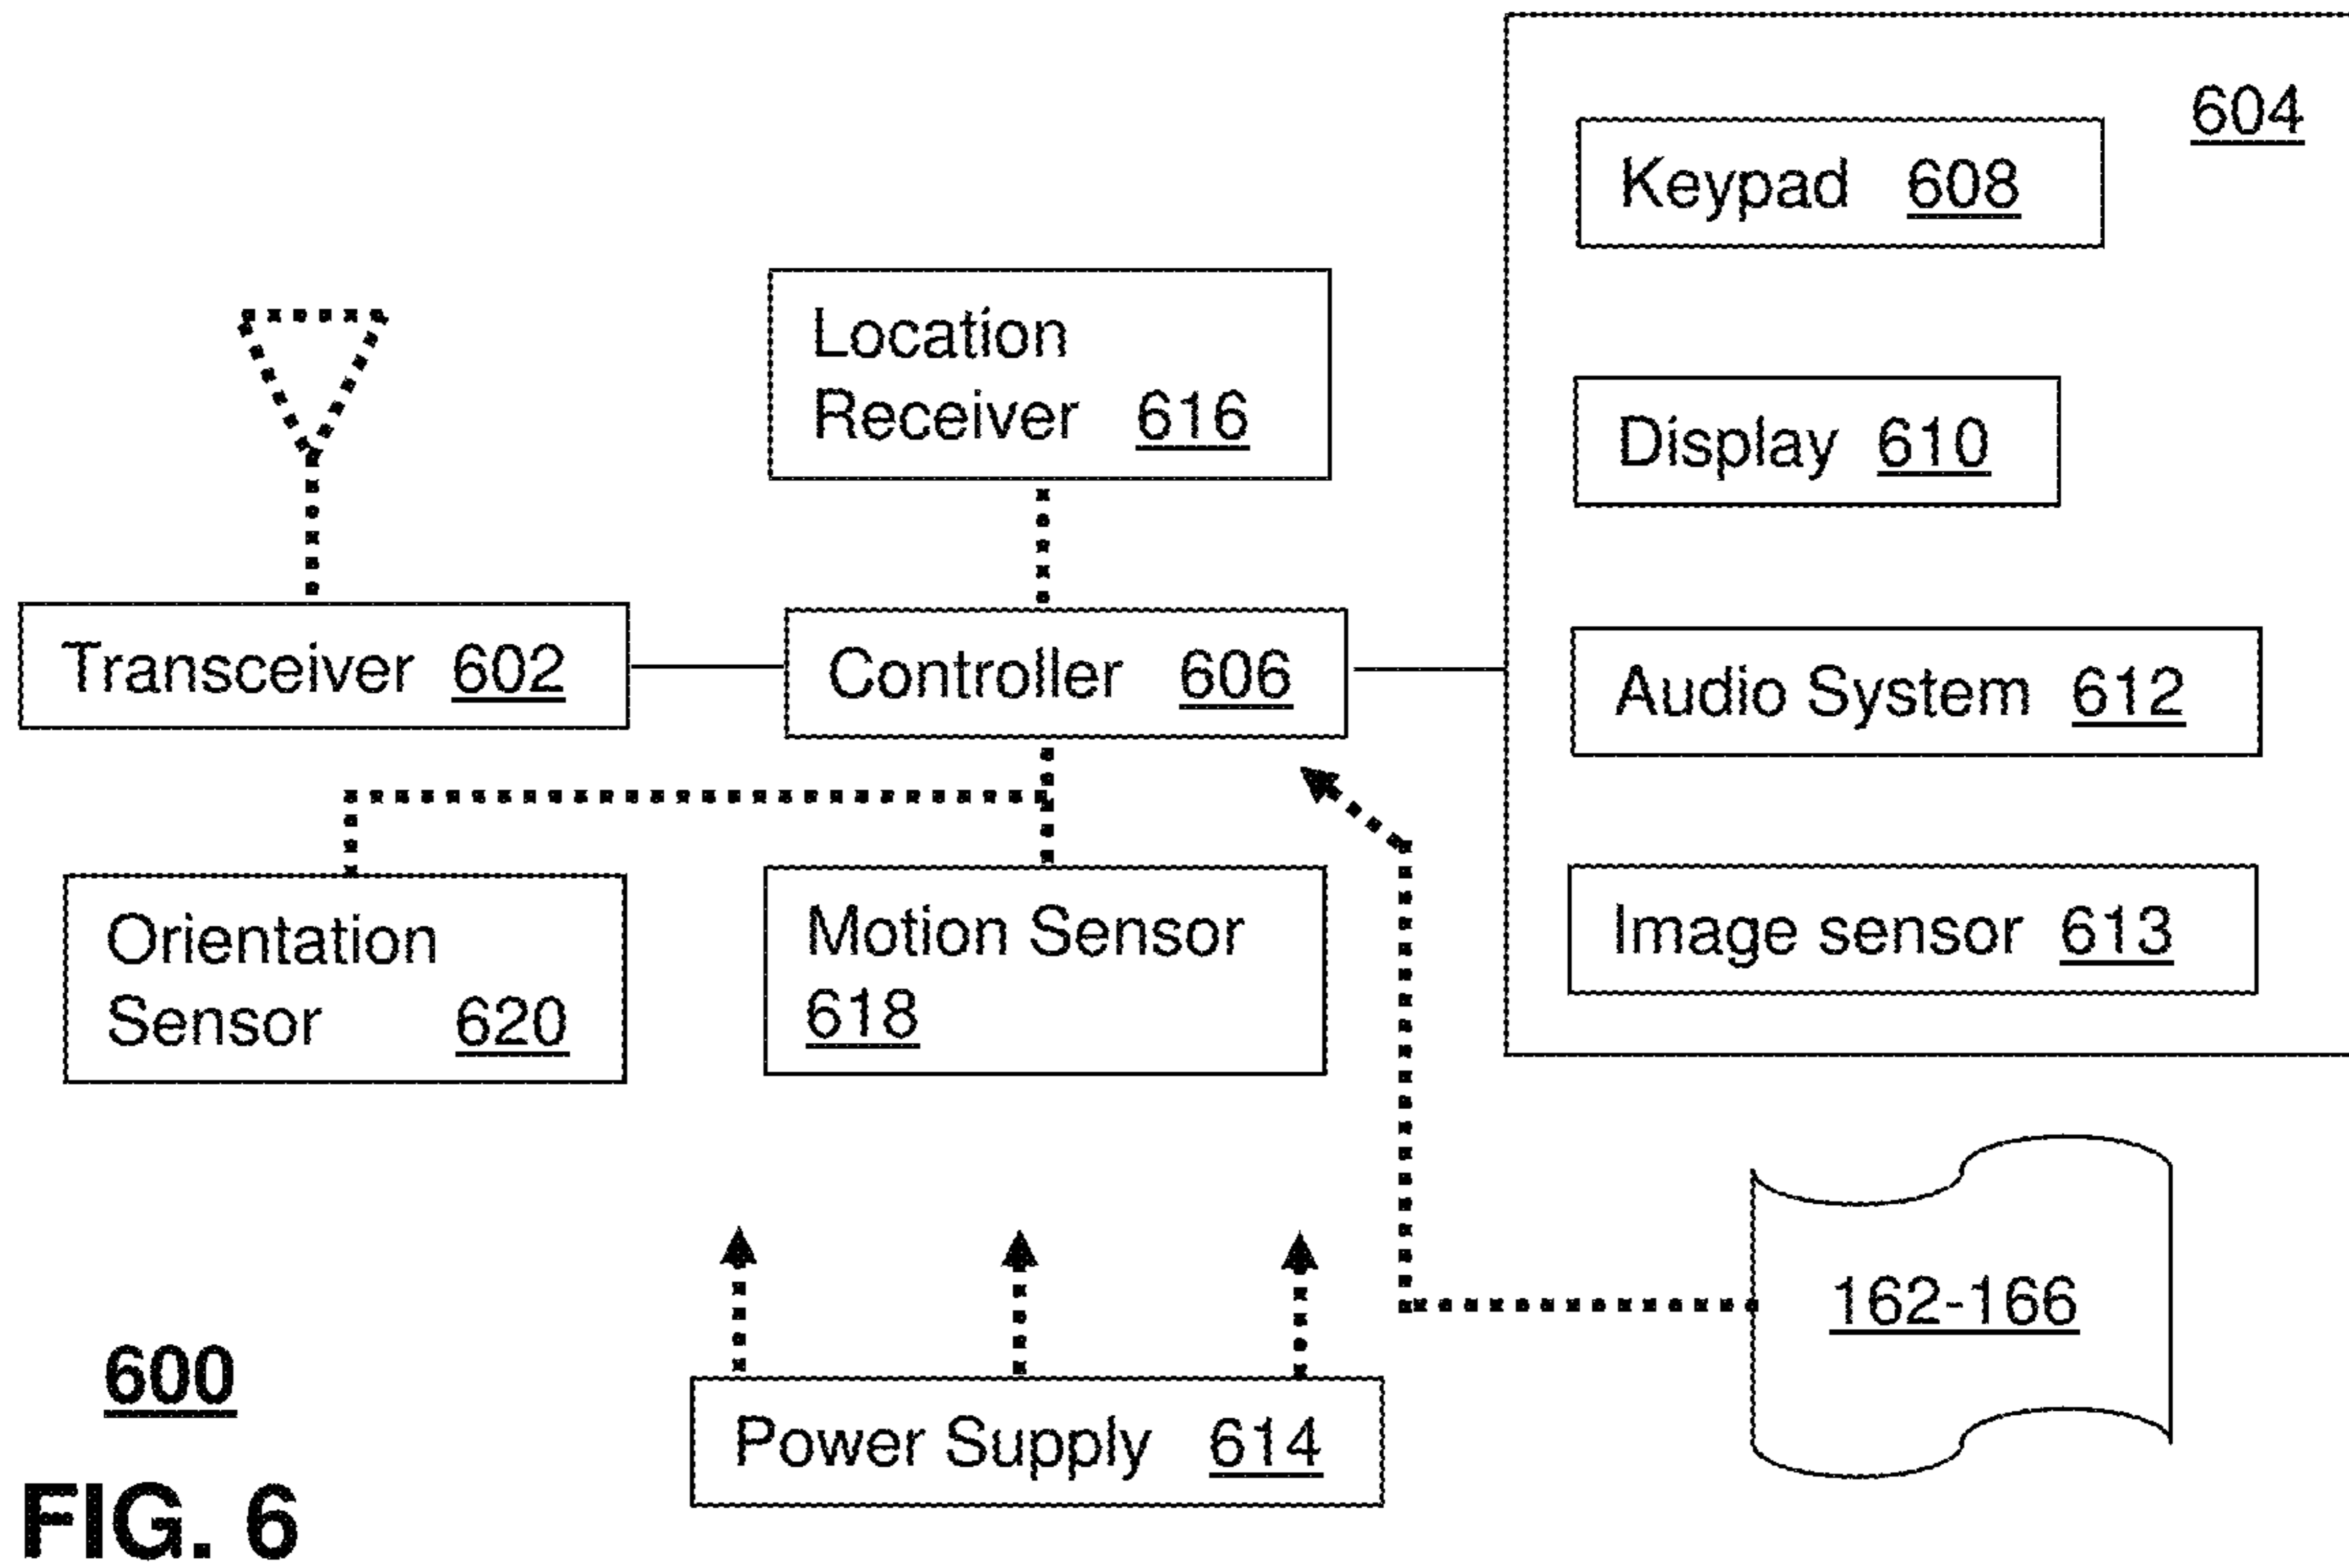 604
Keypad 608
Location
Receiver 616
Display 610
Transceiver 602
Controller 606
Audio System 612
Orientation
Sensor 620
Motion Sensor
618
Image sensor 613
162-166
600
Power Supply 614
FIG. 6